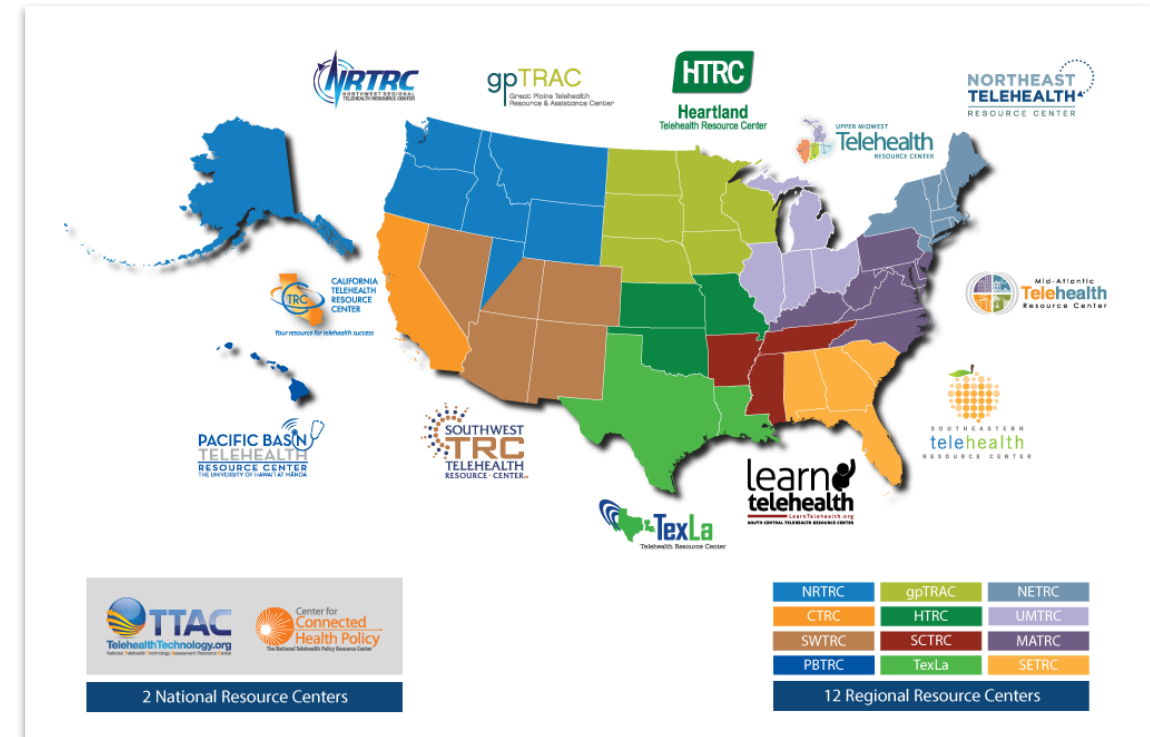 NRTRC
NORTHWEST REGIONAL
TELEHEALTH RESOURCE CENTER
gpTRAC
Great Plains Telehealth
Resource & Assistance Center
HTRC
Heartland
Telehealth Resource Center
NORTHEAST
TELEHEALTH
RESOURCE CENTER
UPPER MIDWEST
Telehealth
RESOURCE CENTER
TRC
CALIFORNIA
TELEHEALTH
RESOURCE
CENTER
Your resource for telehealth success
Mid-Atlantic
Telehealth
Resource Center
PACIFIC BASIN
TELEHEALTH
RESOURCE CENTER
THE UNIVERSITY OF HAWAI'I AT MĀNOA
SOUTHWEST
TRC
TELEHEALTH
RESOURCE • CENTER
SOUTHEASTERN
telehealth
RESOURCE CENTER
learn
telehealth
LearnTelehealth.org
SOUTH CENTRAL TELEHEALTH RESOURCE CENTER
TexLa
Telehealth Resource Center
TTAC
TelehealthTechnology.org
National Telehealth Technology Assessment Resource Center
Center for
Connected
Health Policy
The National Telehealth Policy Resource Center
2 National Resource Centers
NRTRC gpTRAC NETRC
CTRC HTRC UMTRC
SWTRC SCTRC MATRC
PBTRC TexLa SETRC
12 Regional Resource Centers